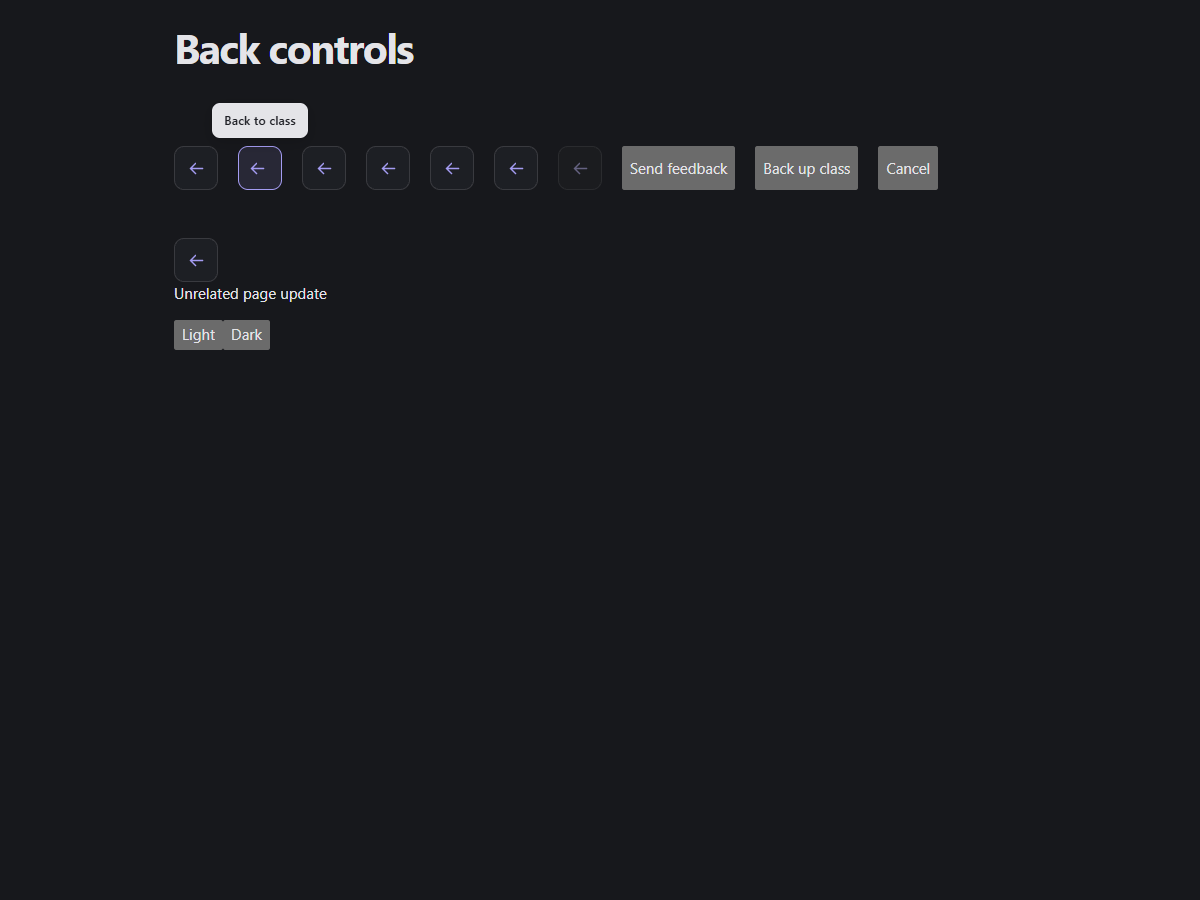 Back controls
Back to class
Send feedback
Back up class
Cancel
Unrelated page update
Light
Dark